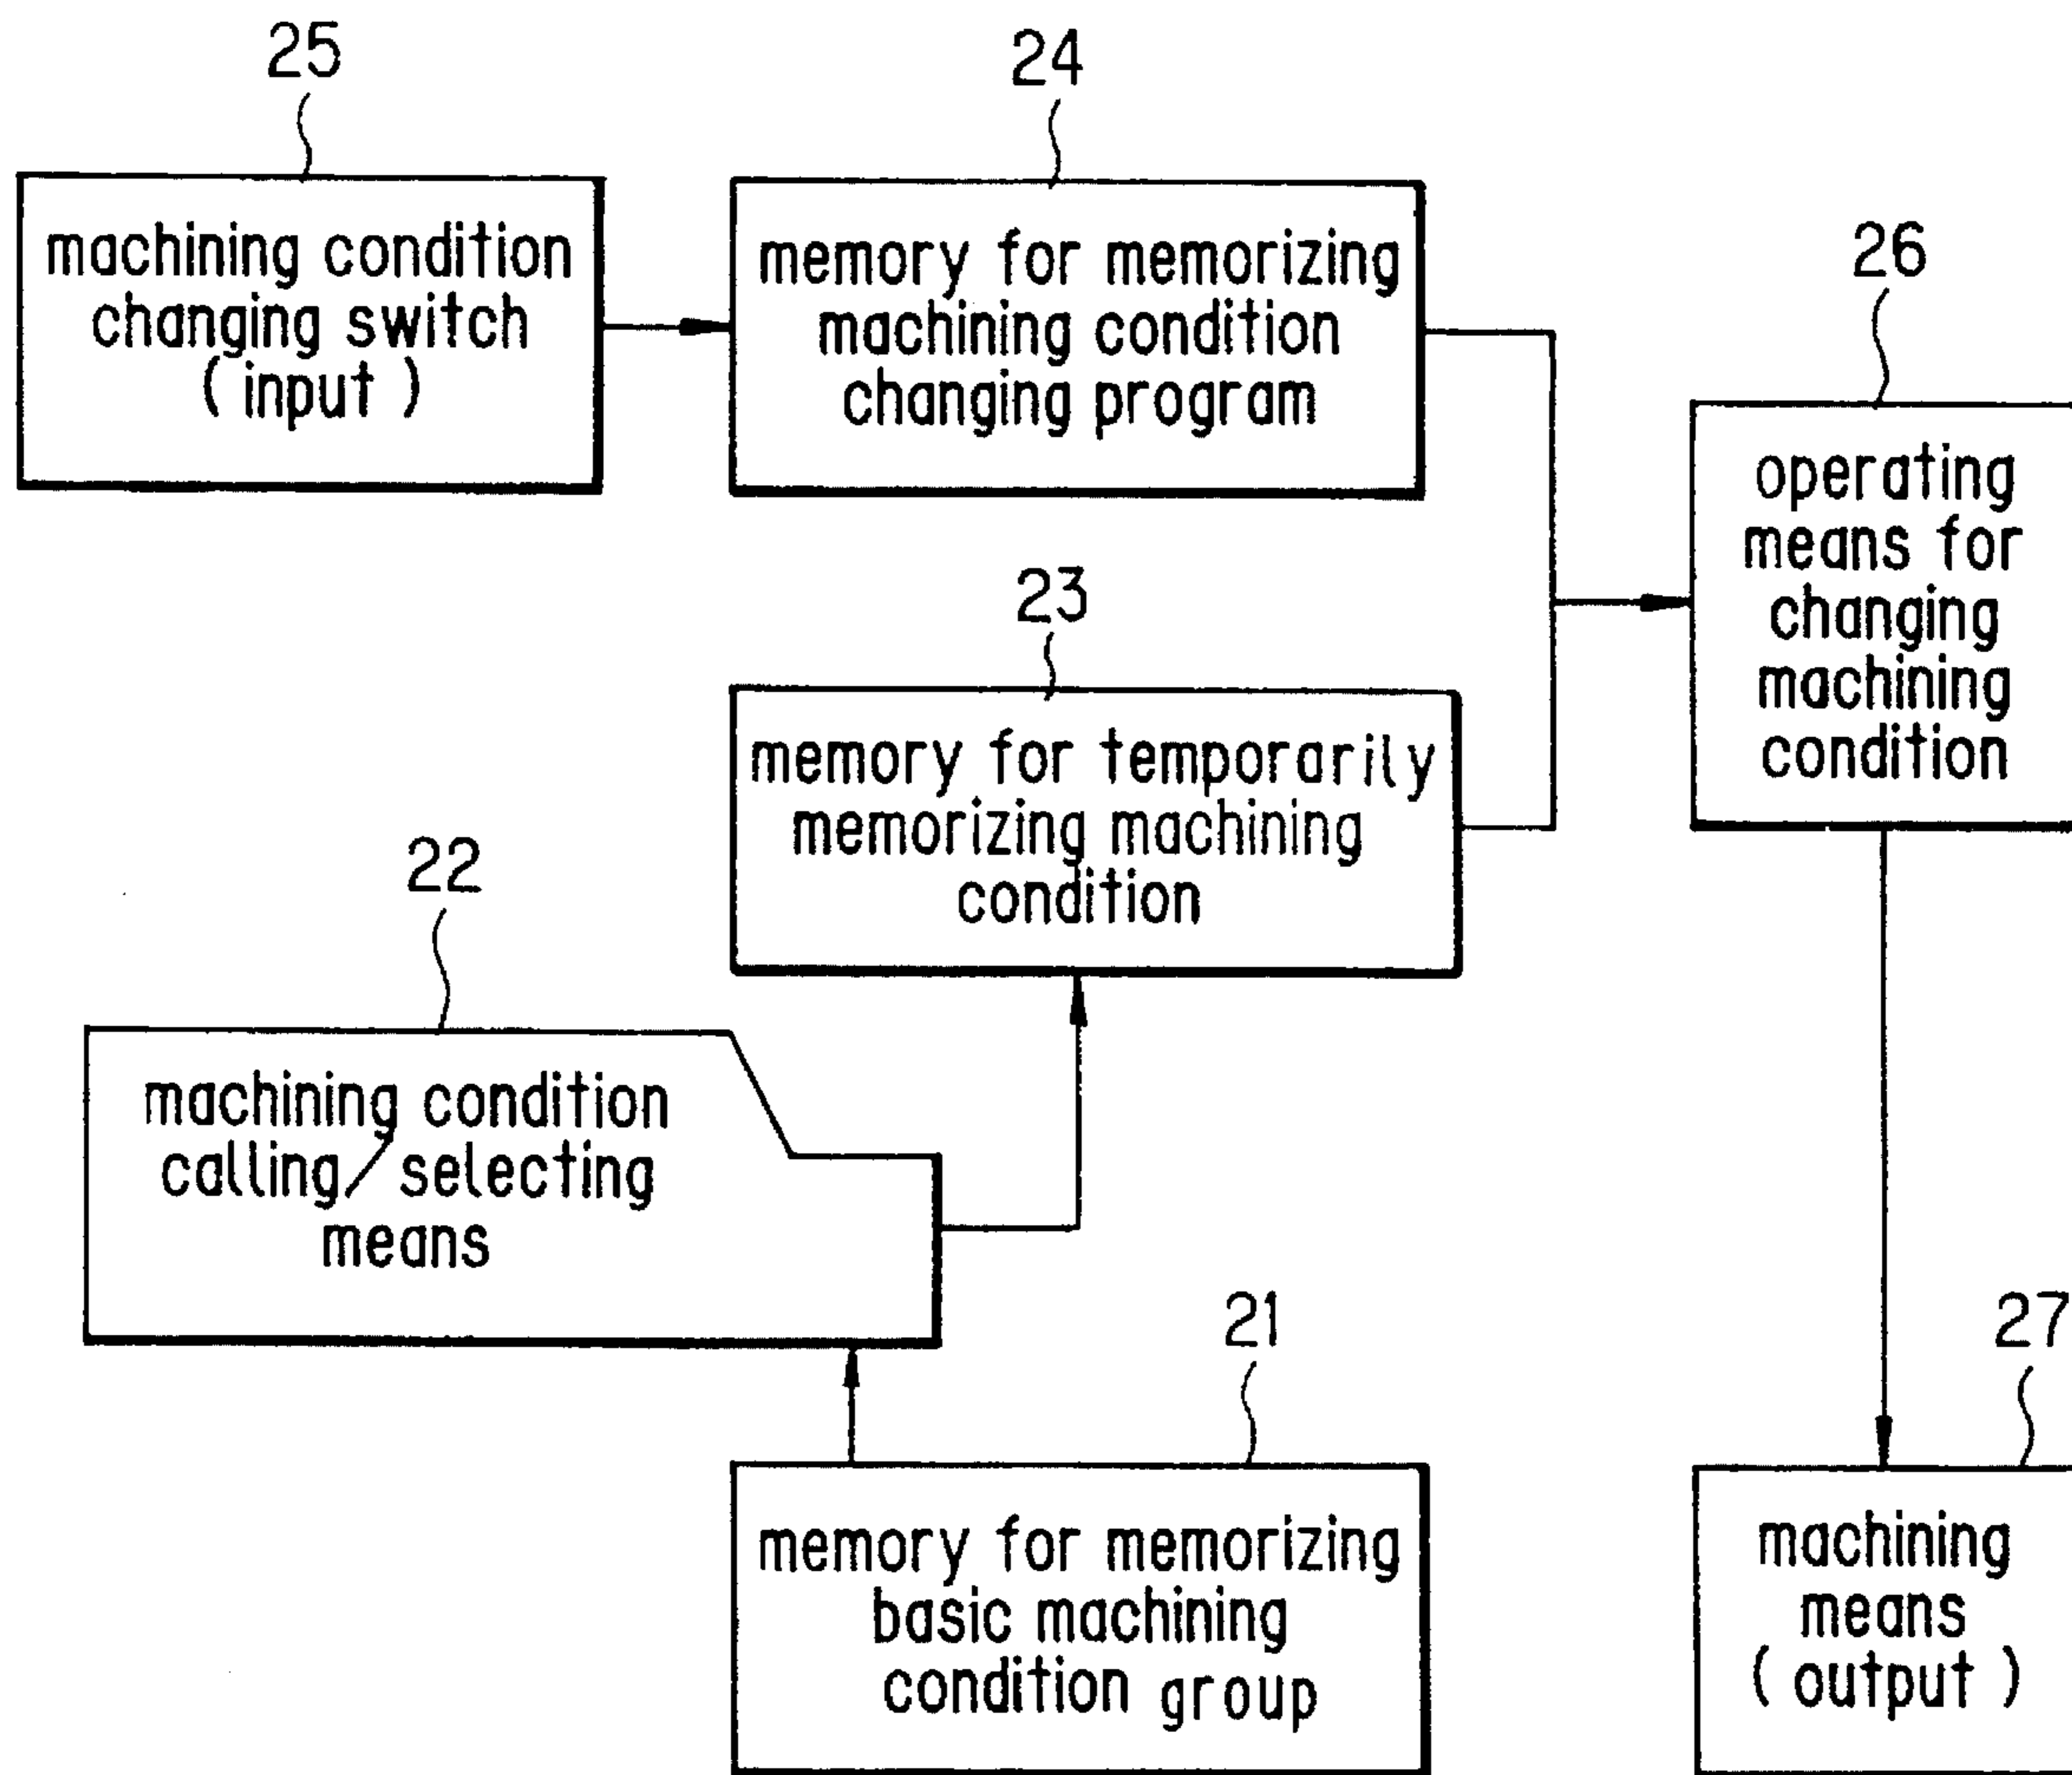 25
machining condition
changing switch
( input )
24
memory for memorizing
machining condition
changing program
26
operating
means for
changing
machining
condition
23
memory for temporarily
memorizing machining
condition
22
machining condition
calling/selecting
means
21
memory for memorizing
basic machining
condition group
27
machining
means
( output )